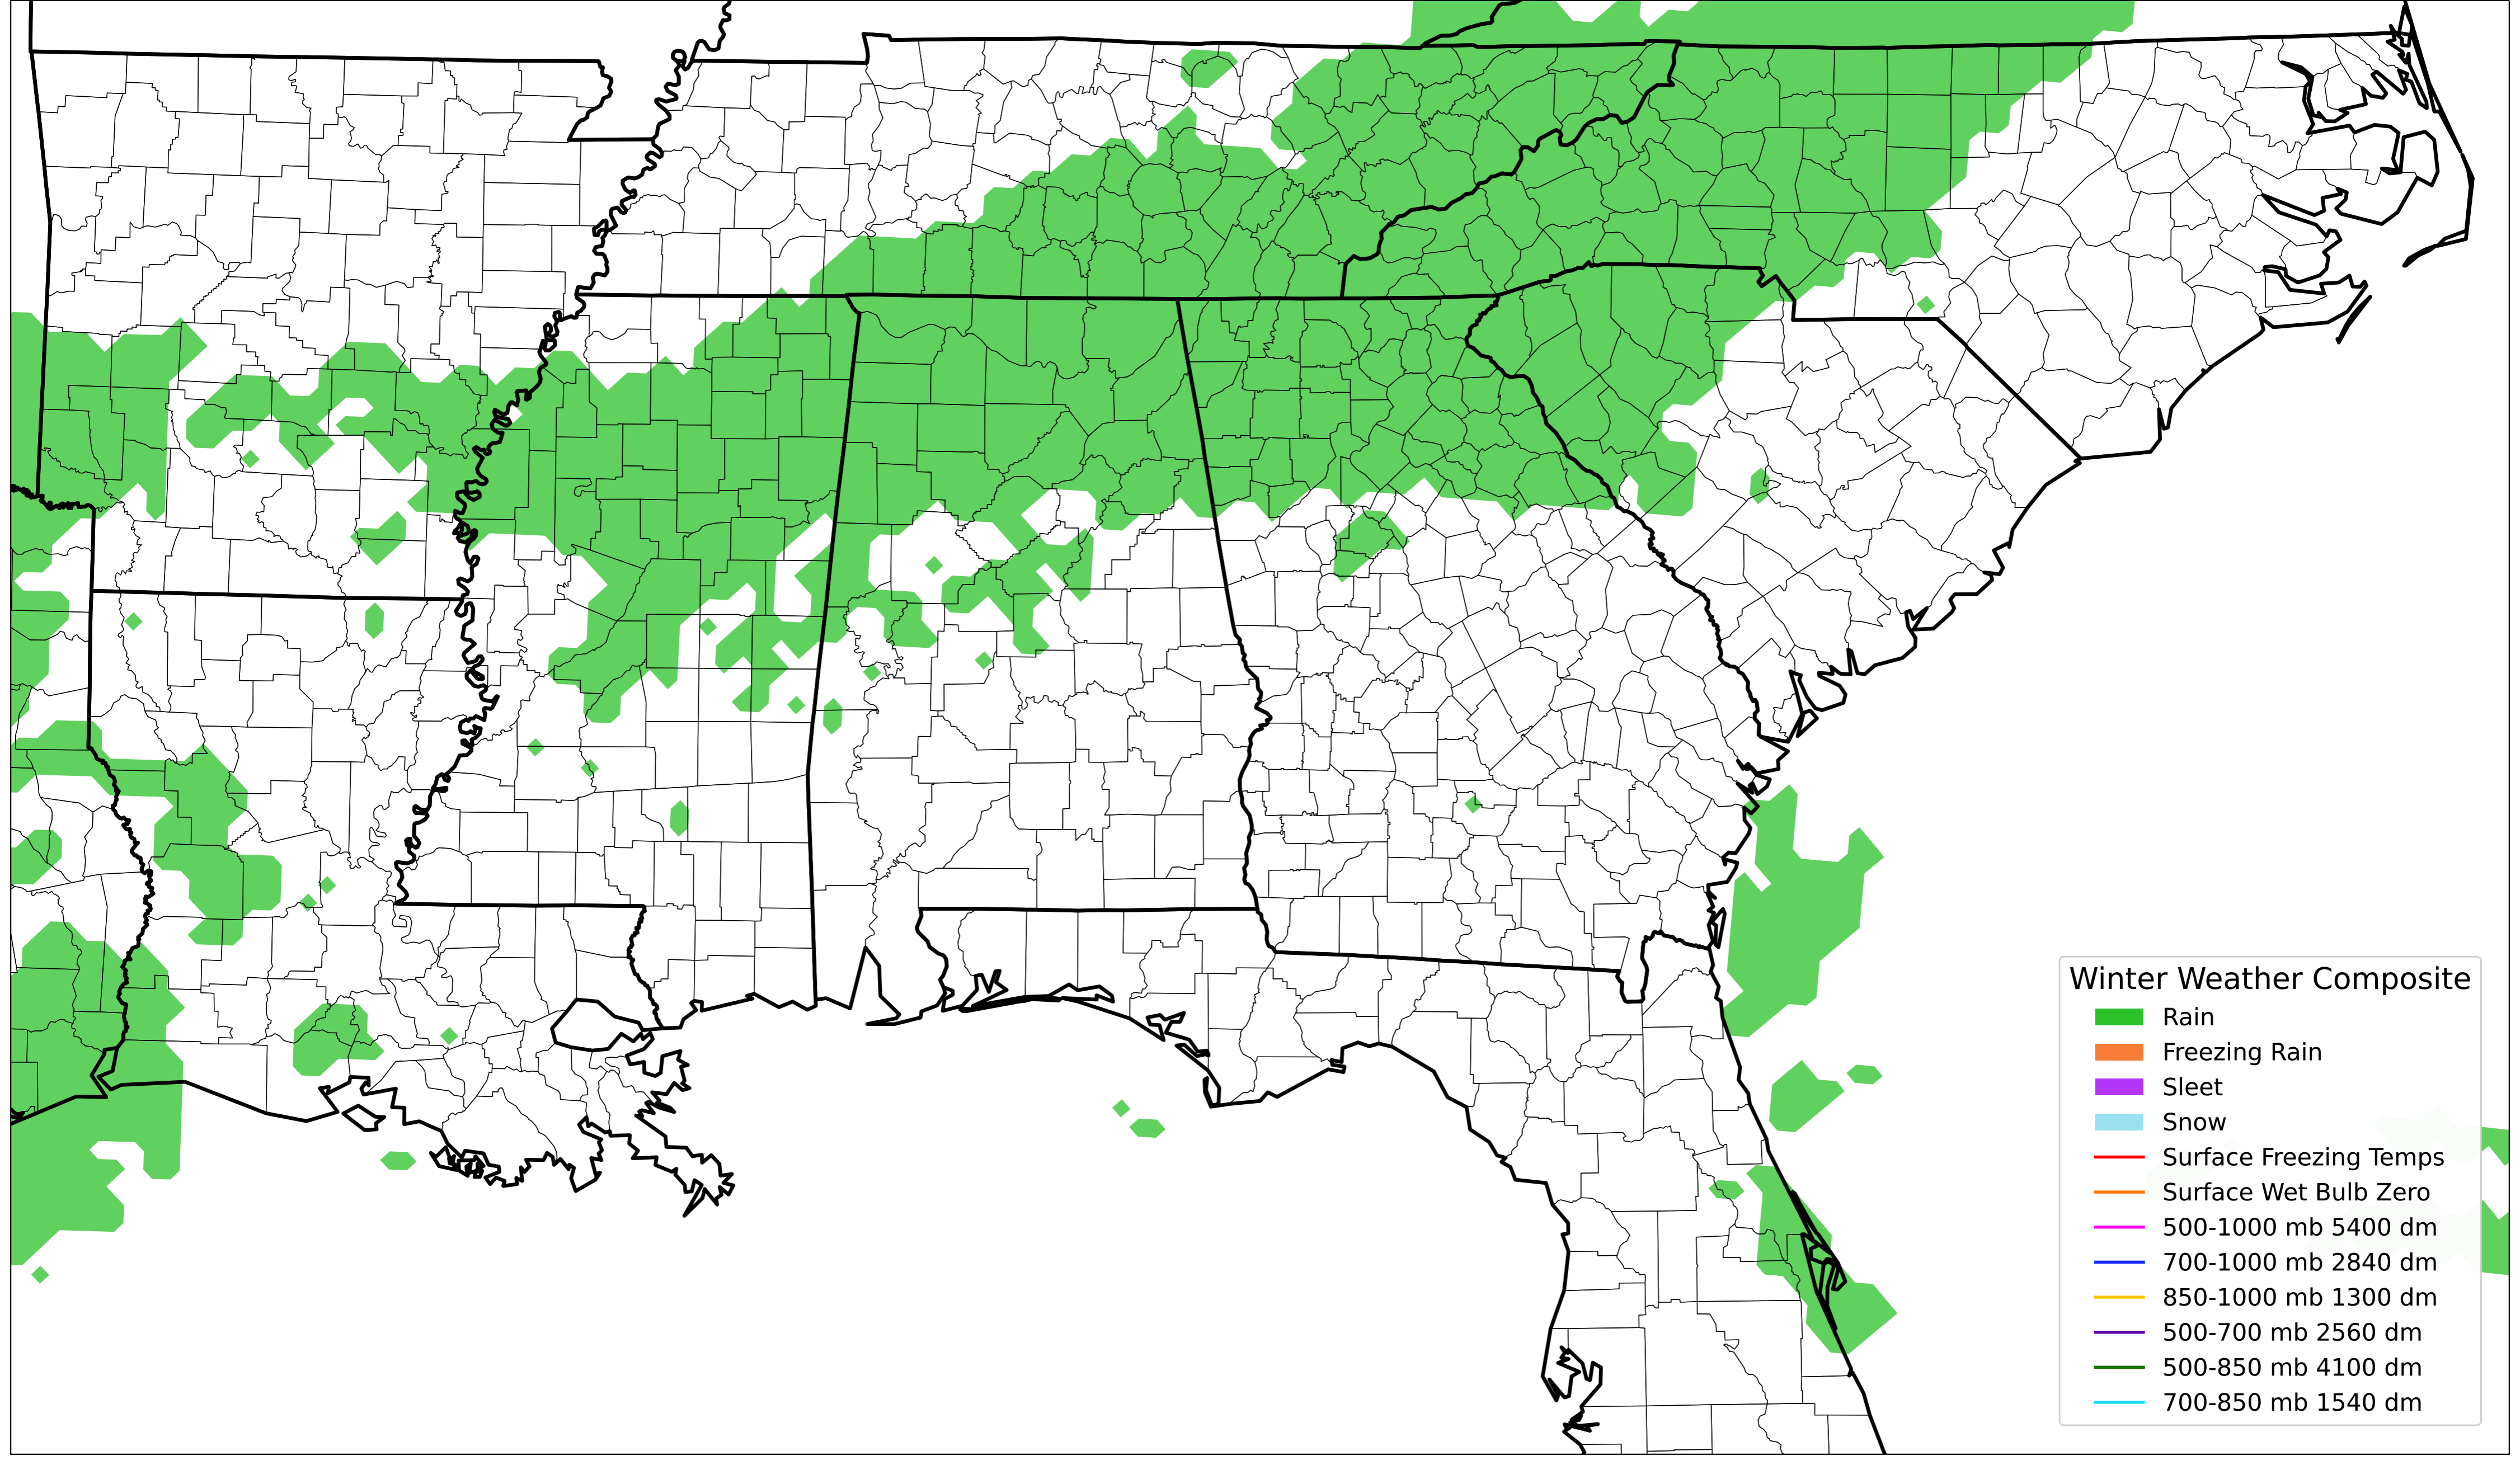 Winter Weather Composite
Rain
Freezing Rain
Sleet
Snow
Surface Freezing Temps
Surface Wet Bulb Zero
500-1000 mb 5400 dm
700-1000 mb 2840 dm
850-1000 mb 1300 dm
500-700 mb 2560 dm
500-850 mb 4100 dm
700-850 mb 1540 dm